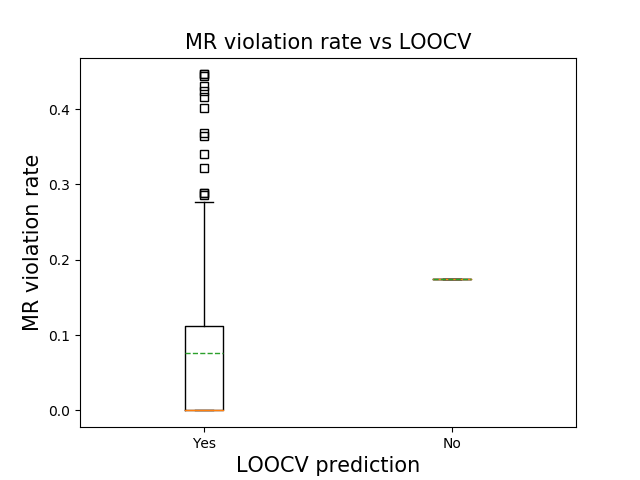 MR violation rate vs LOOCV
MR violation rate
0.4
0.3
0.2
0.1
0.0
Yes
No
LOOCV prediction